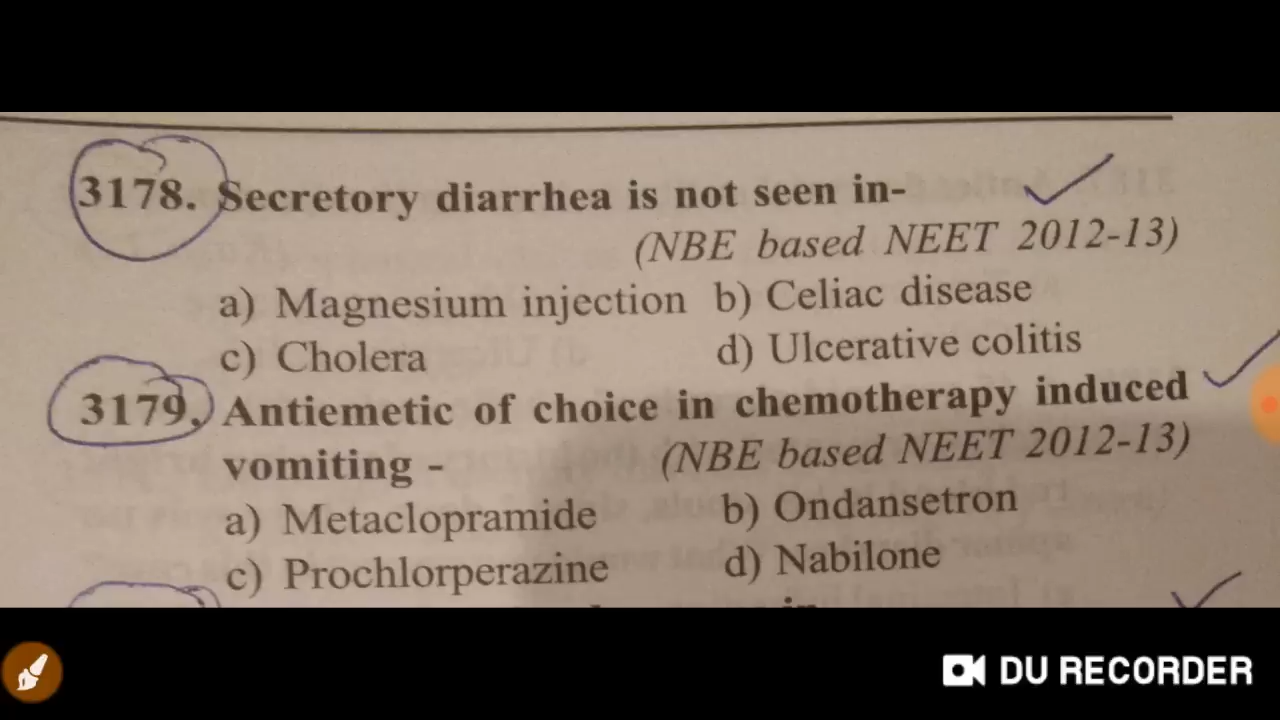 3178. Secretory diarrhea is not seen in-
(NBE based NEET 2012-13)
a) Magnesium injection b) Celiac disease
c) Cholera d) Ulcerative colitis
3179. Antiemetic of choice in chemotherapy induced
vomiting - (NBE based NEET 2012-13)
a) Metaclopramide b) Ondansetron
c) Prochlorperazine d) Nabilone
DU RECORDER